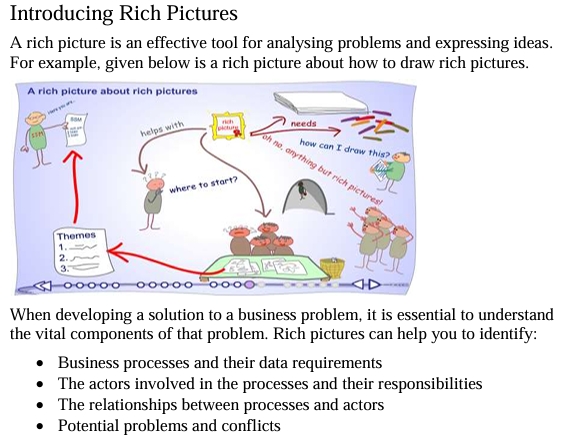 Introducing Rich Pictures
A rich picture is an effective tool for analysing problems and expressing ideas.
For example, given below is a rich picture about how to draw rich pictures.
A rich picture about rich pictures
SSM
SSM
rich
picture
helps with
needs
how can I draw this?
oh no, anything but rich pictures!
where to start?
Themes
1.
2.
3.
When developing a solution to a business problem, it is essential to understand
the vital components of that problem. Rich pictures can help you to identify:
• Business processes and their data requirements
• The actors involved in the processes and their responsibilities
• The relationships between processes and actors
• Potential problems and conflicts